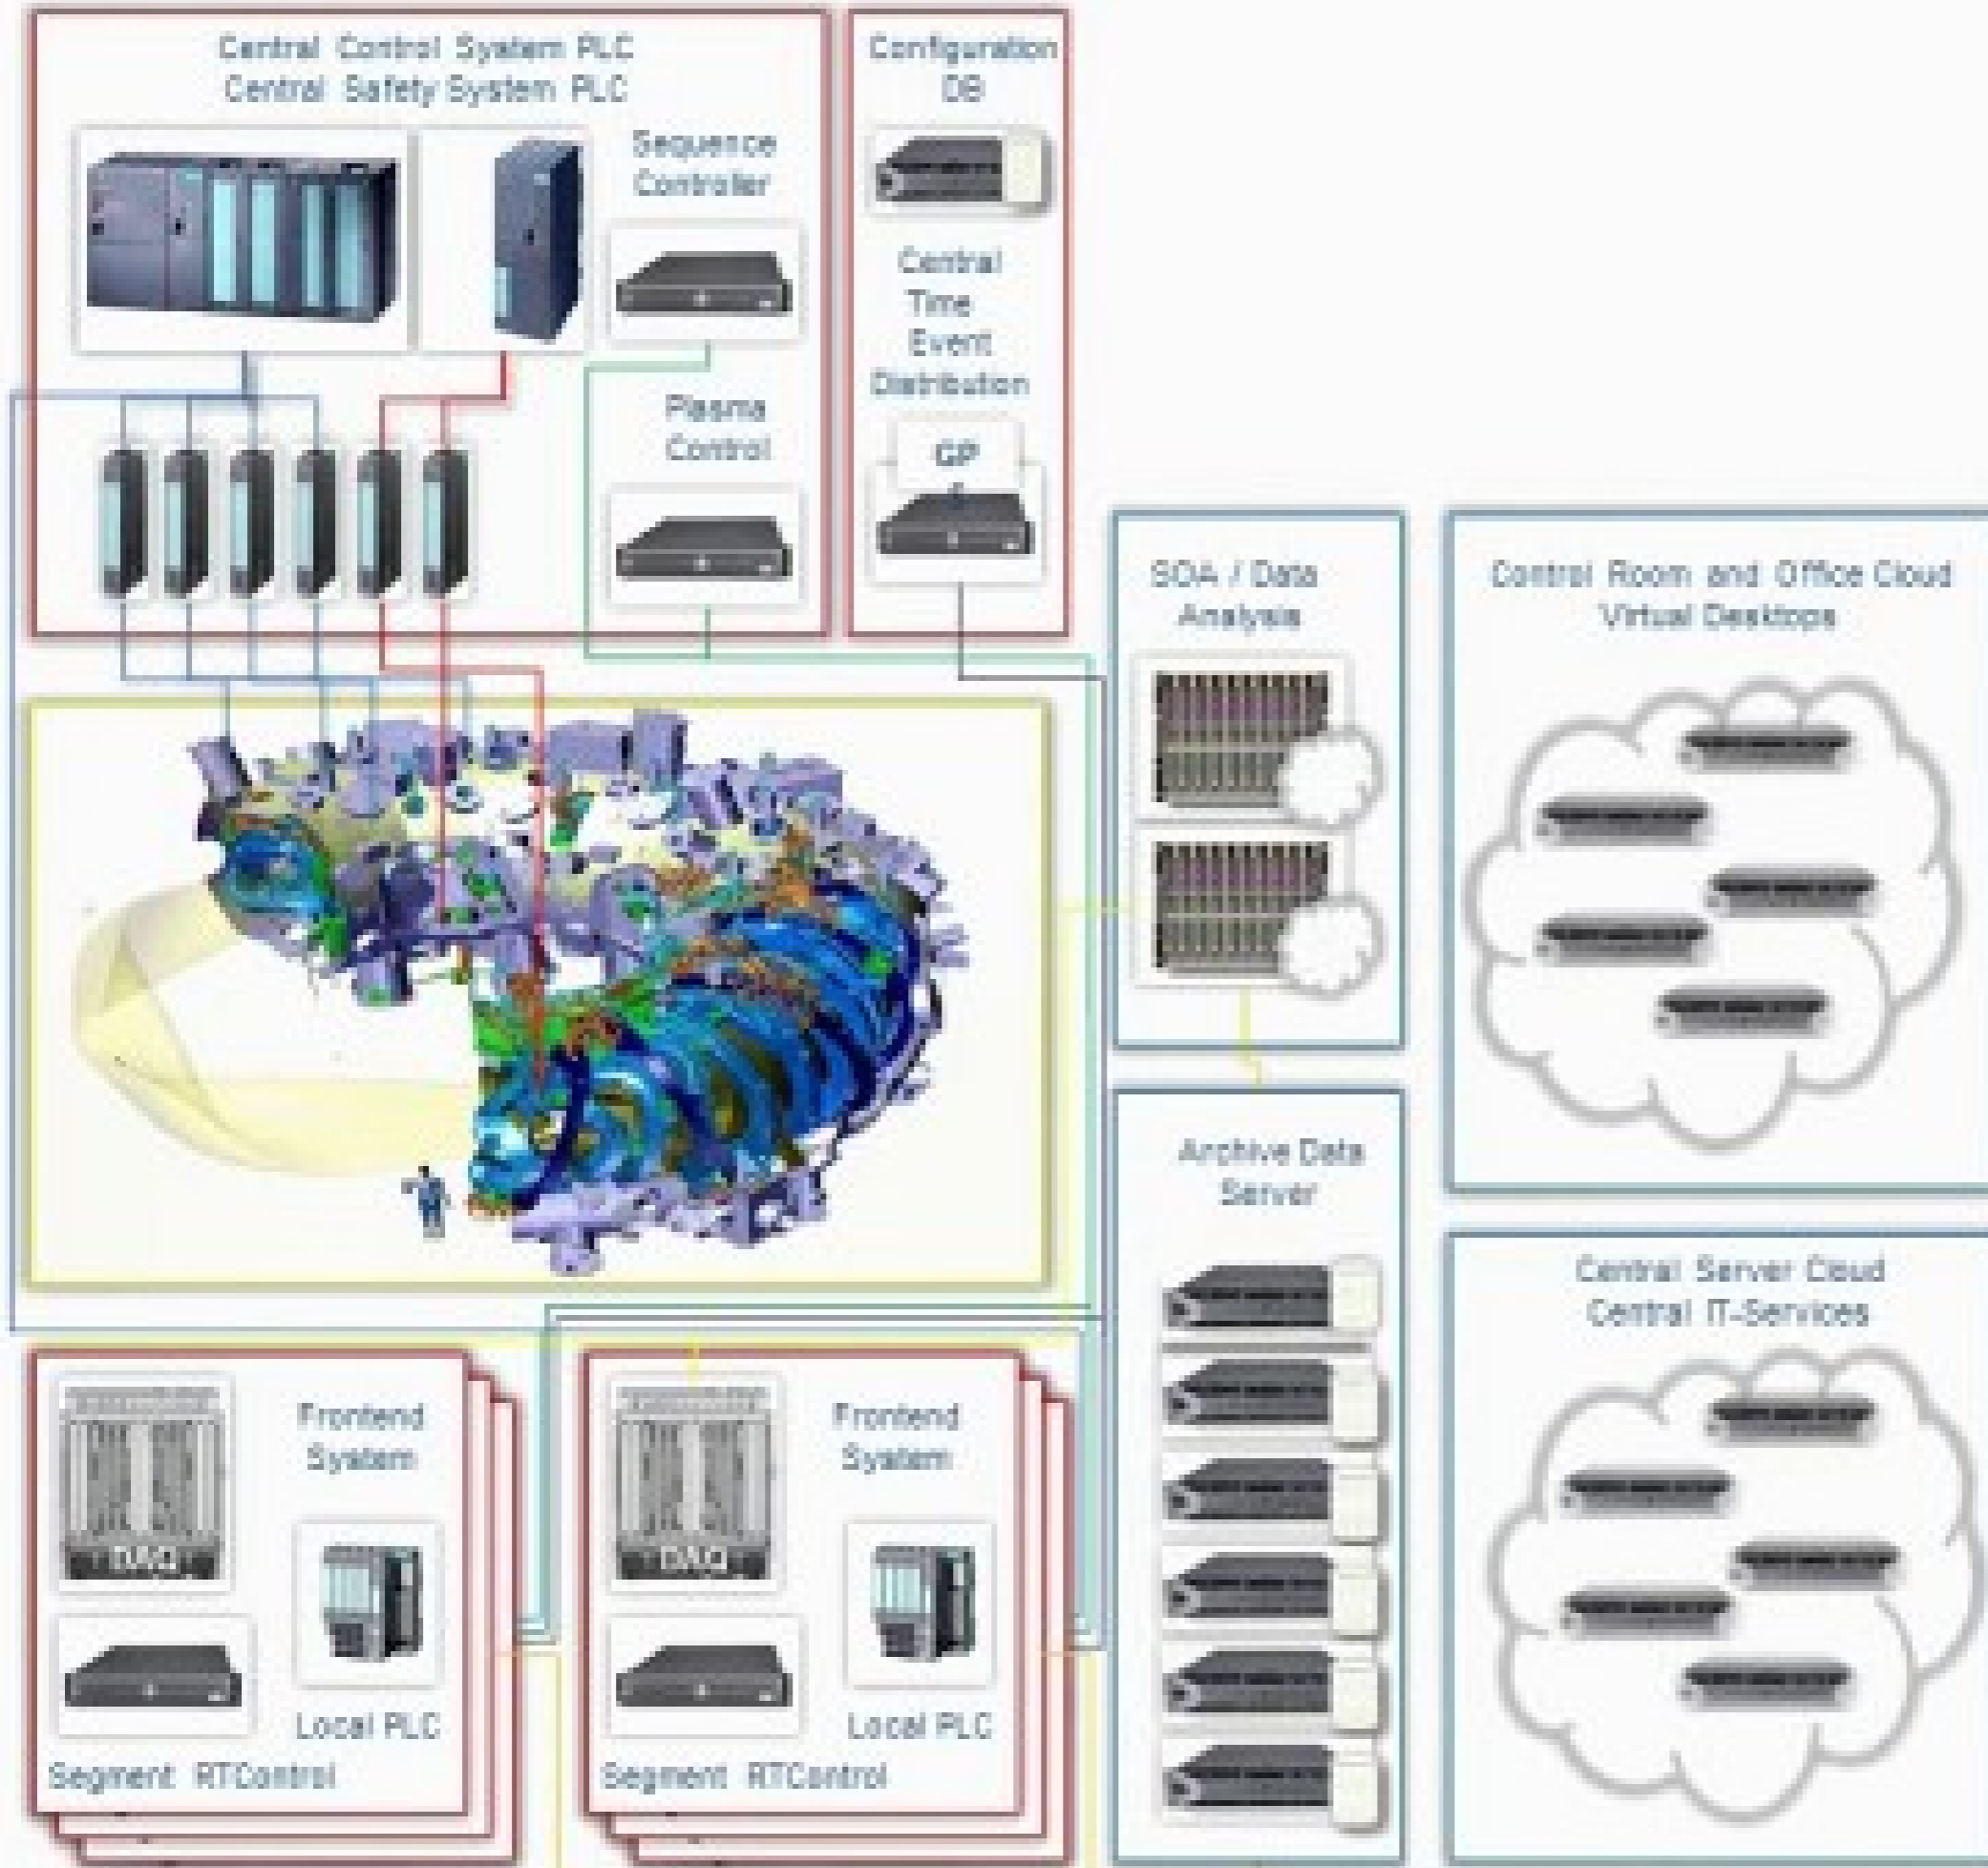 Central Control System PLC
Central Safety System PLC
Sequence
Controller
Plasma
Control
Configuration
DB
Central
Time
Event
Distribution
GP
S
SOA / Data
Analysis
Control Room and Office Cloud
Virtual Desktops
Archive Data
Server
Central Server Cloud
Central IT-Services
Frontend
System
DAQ
Local PLC
Segment RTControl
Frontend
System
DAQ
Local PLC
Segment RTControl